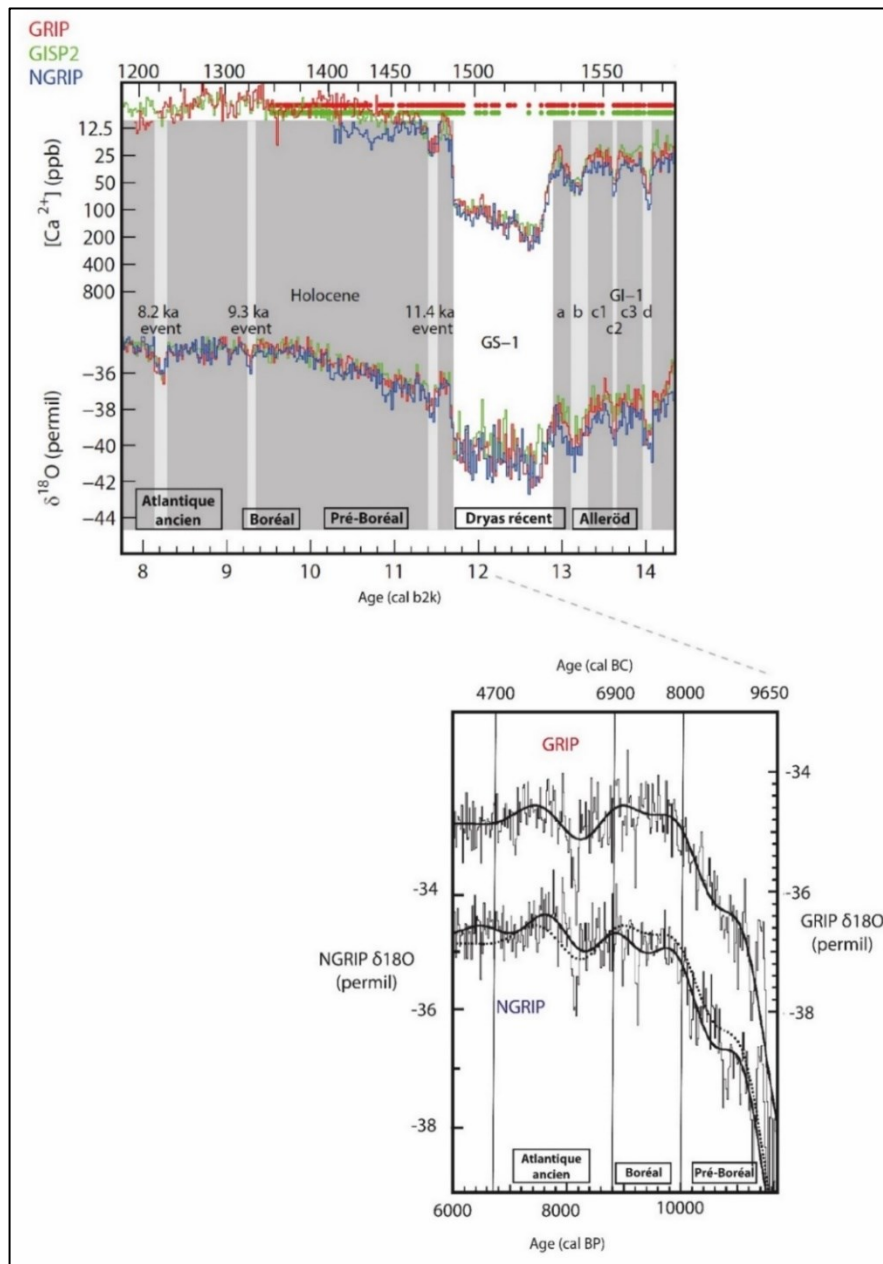 GRIP
GISP2
NGRIP
1200 1300 1400 1450 1500 1550
12.5
25
50
100
200
400
800
[Ca 2+] (ppb)
Holocene
8.2 ka event
9.3 ka event
11.4 ka event
GS-1
GI-1
a b c1 c3 d
c2
-36
-38
-40
-42
-44
δ18O (permil)
Atlantique ancien
Boréal
Pré-Boréal
Dryas récent
Alleröd
8 9 10 11 12 13 14
Age (cal b2k)
Age (cal BC)
4700 6900 8000 9650
GRIP
-34
-36
-38
GRIP δ18O
(permil)
-34
-36
-38
NGRIP δ18O
(permil)
NGRIP
Atlantique ancien
Boréal
Pré-Boréal
6000 8000 10000
Age (cal BP)